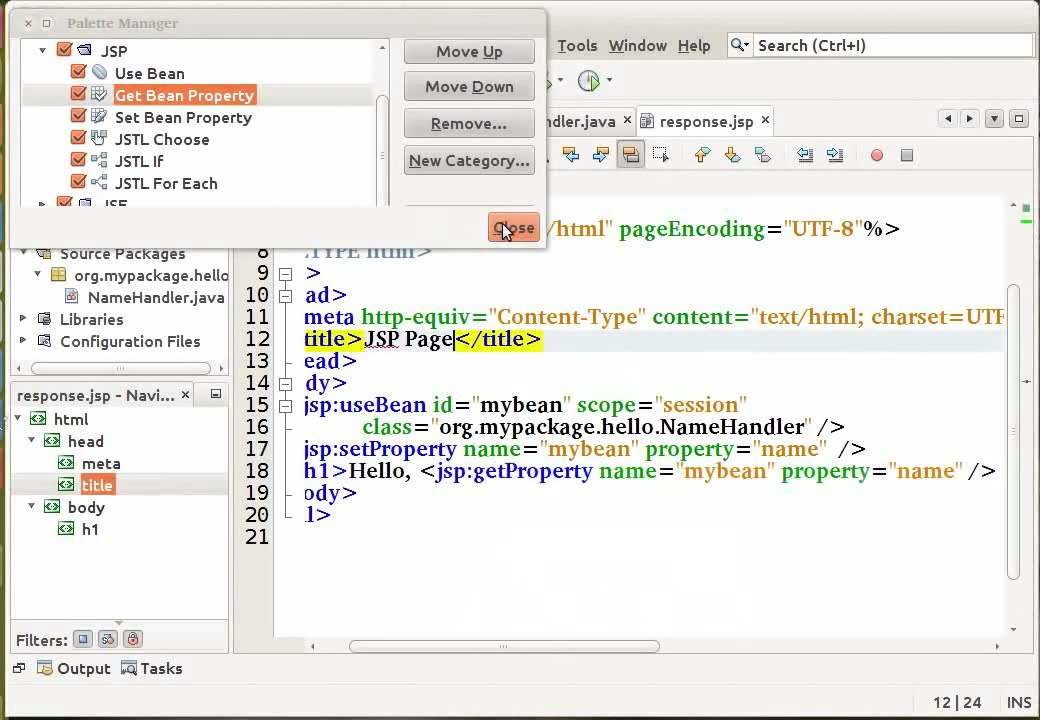 Palette Manager
JSP
Use Bean
Get Bean Property
Set Bean Property
JSTL Choose
JSTL If
JSTL For Each
Move Up
Move Down
Remove...
New Category...
Close
Tools Window Help
Search (Ctrl+I)
ndler.java
response.jsp
/html" pageEncoding="UTF-8"%>
8 TYPE html>
9 >
10 ad>
11 meta http-equiv="Content-Type" content="text/html; charset=UTF
12 title>JSP Page</title>
13 ead>
14 dy>
15 jsp:useBean id="mybean" scope="session"
16 class="org.mypackage.hello.NameHandler" />
17 jsp:setProperty name="mybean" property="name" />
18 h1>Hello, <jsp:getProperty name="mybean" property="name" />
19 ody>
20 l>
21
Source Packages
org.mypackage.hello
NameHandler.java
Libraries
Configuration Files
response.jsp - Navi...
html
head
meta
title
body
h1
Filters:
Output
Tasks
12 | 24 INS